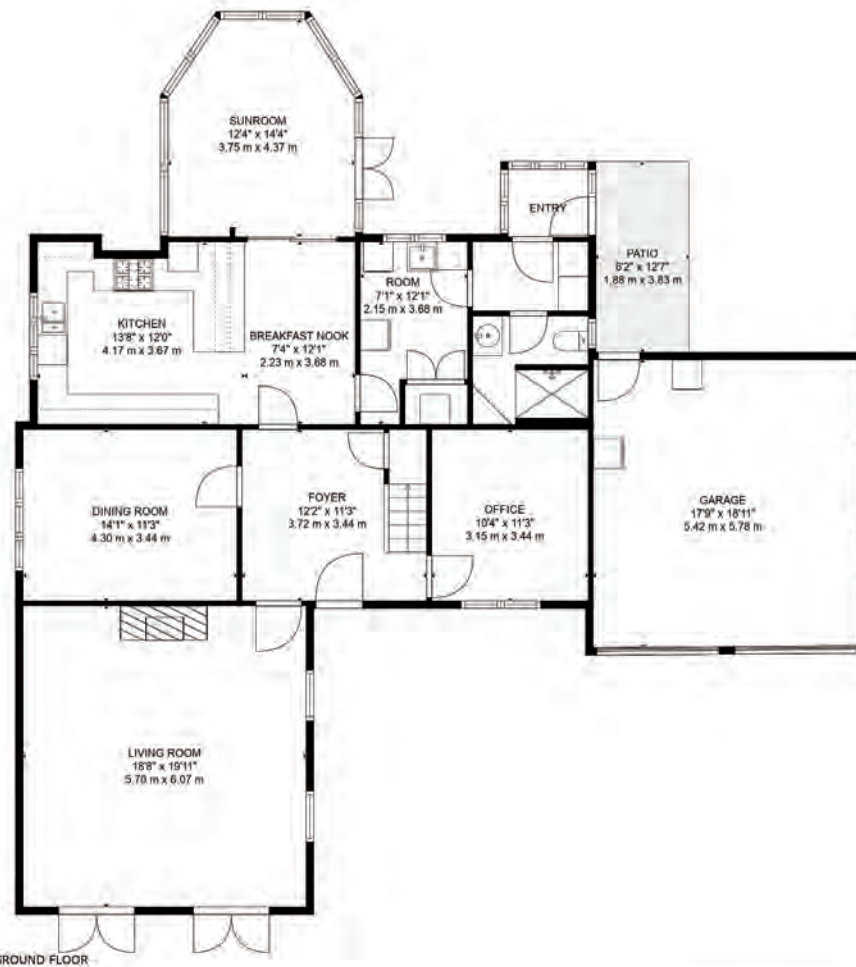 SUNROOM
12'4" x 14'4"
3.75 m x 4.37 m
ENTRY
PATIO
6'2" x 12'7"
1.88 m x 3.83 m
ROOM
7'1" x 12'1"
2.15 m x 3.68 m
KITCHEN
13'8" x 12'0"
4.17 m x 3.67 m
BREAKFAST NOOK
7'4" x 12'1"
2.23 m x 3.68 m
DINING ROOM
14'1" x 11'3"
4.30 m x 3.44 m
FOYER
12'2" x 11'3"
3.72 m x 3.44 m
OFFICE
10'4" x 11'3"
3.15 m x 3.44 m
GARAGE
17'9" x 18'11"
5.42 m x 5.78 m
LIVING ROOM
18'8" x 19'11"
5.70 m x 6.07 m
GROUND FLOOR